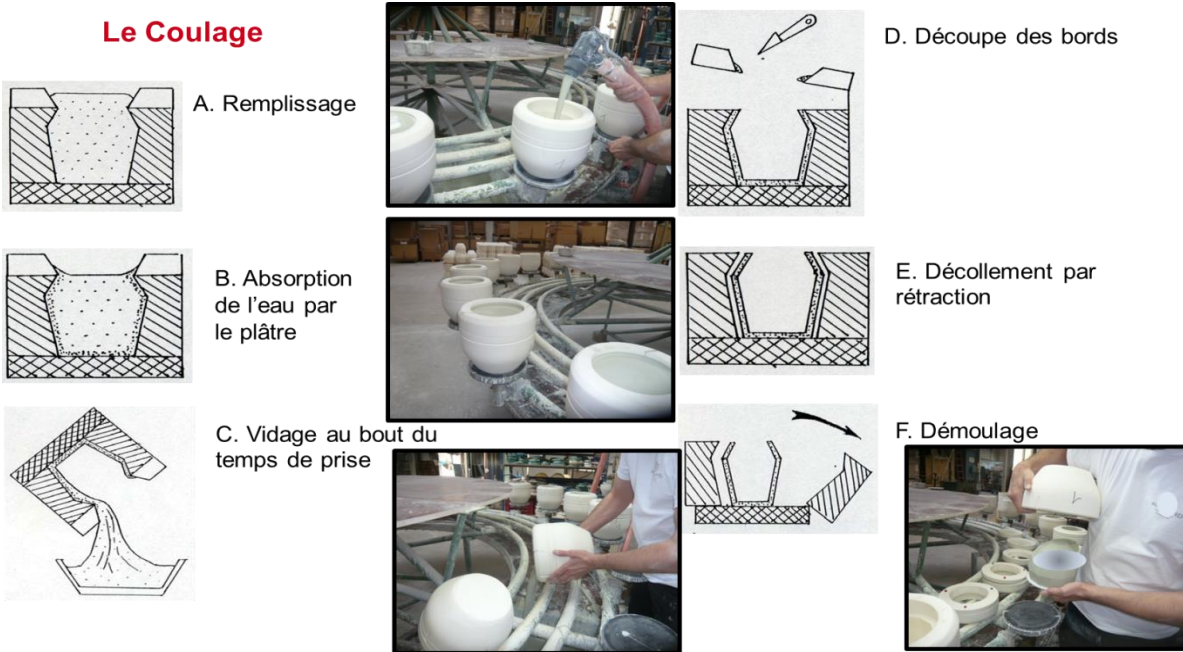 Le Coulage
A. Remplissage
B. Absorption
de l'eau par
le plâtre
C. Vidage au bout du
temps de prise
D. Découpe des bords
E. Décollement par
rétraction
F. Démoulage